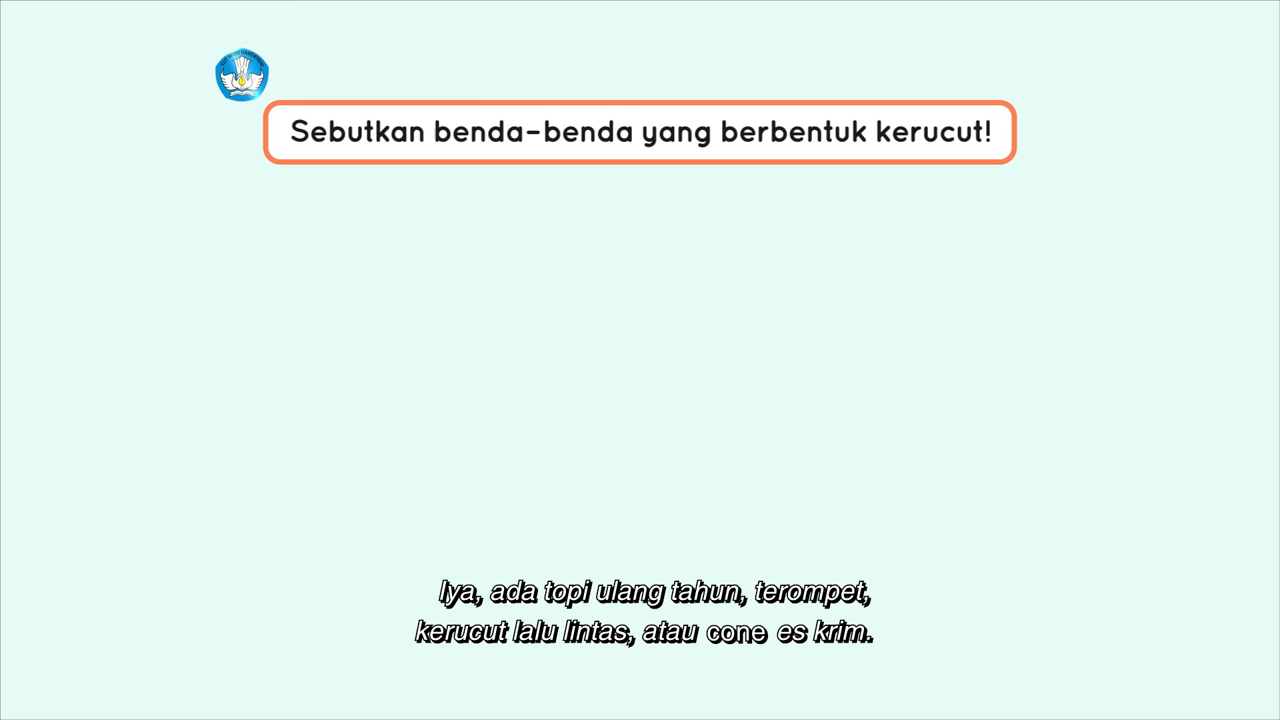 Sebutkan benda-benda yang berbentuk kerucut!
Iya, ada topi ulang tahun, terompet,
kerucut lalu lintas, atau cone es krim.